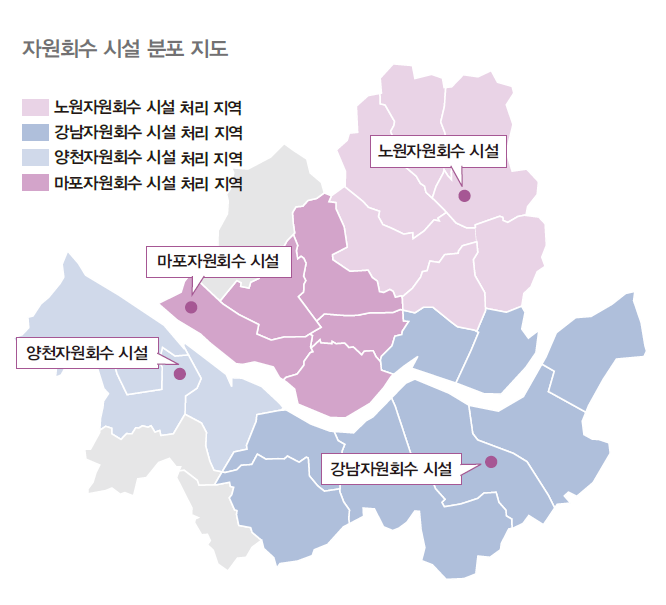 자원회수 시설 분포 지도
노원자원회수 시설 처리 지역
강남자원회수 시설 처리 지역
양천자원회수 시설 처리 지역
마포자원회수 시설 처리 지역
노원자원회수 시설
마포자원회수 시설
양천자원회수 시설
강남자원회수 시설